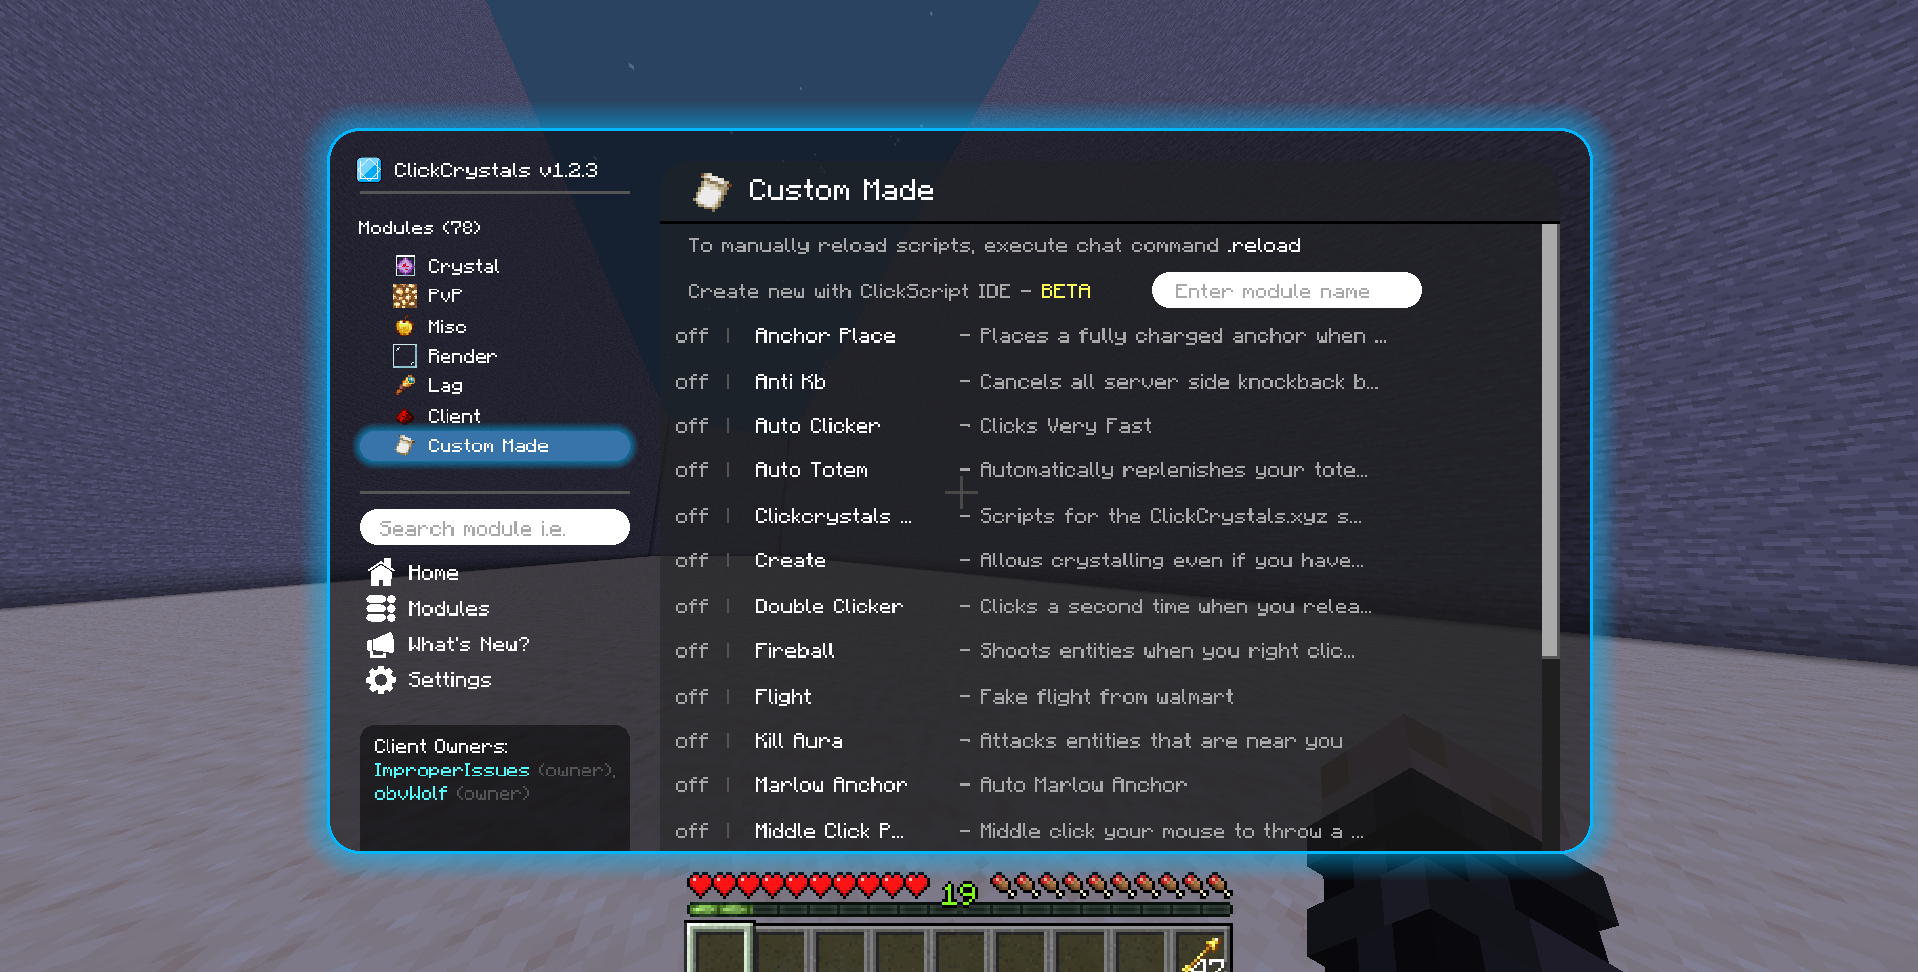 ClickCrystals v1.2.3
Modules (78)
Crystal
PvP
Misc
Render
Lag
Client
Custom Made
Search module i.e.
Home
Modules
What's New?
Settings
Client Owners:
ImproperIssues (owner),
obvWolf (owner)
Custom Made
To manually reload scripts, execute chat command .reload
Create new with ClickScript IDE - BETA
Enter module name
off | Anchor Place - Places a fully charged anchor when ...
off | Anti Kb - Cancels all server side knockback b...
off | Auto Clicker - Clicks Very Fast
off | Auto Totem - Automatically replenishes your tote...
off | Clickcrystals ... - Scripts for the ClickCrystals.xyz s...
off | Create - Allows crystalling even if you have...
off | Double Clicker - Clicks a second time when you relea...
off | Fireball - Shoots entities when you right clic...
off | Flight - Fake flight from walmart
off | Kill Aura - Attacks entities that are near you
off | Marlow Anchor - Auto Marlow Anchor
off | Middle Click P... - Middle click your mouse to throw a ...
19